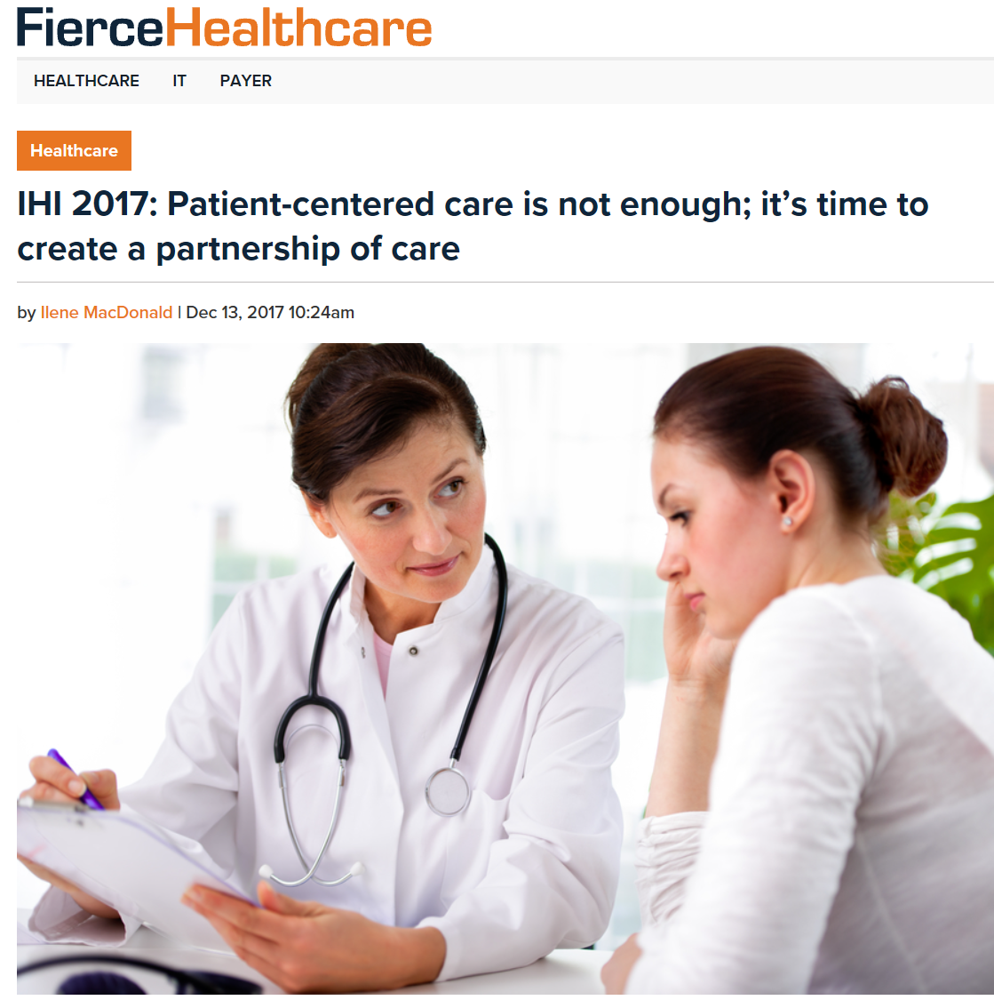 FierceHealthcare
HEALTHCARE IT PAYER
Healthcare
IHI 2017: Patient-centered care is not enough; it’s time to
create a partnership of care
by Ilene MacDonald | Dec 13, 2017 10:24am